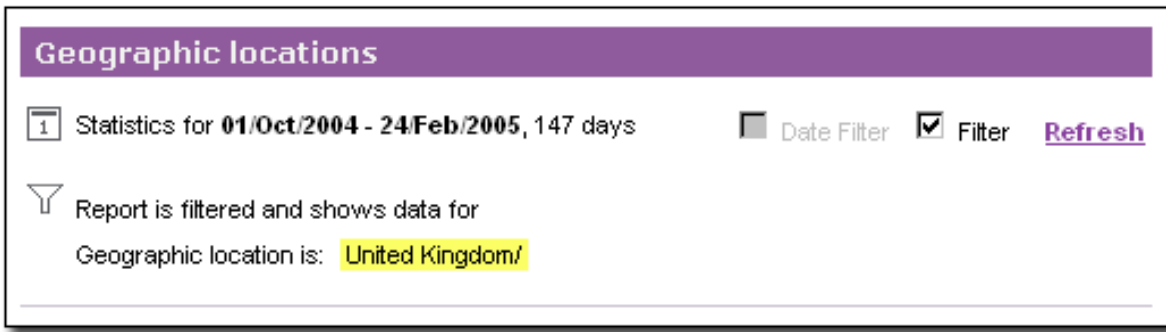 Geographic locations
1 Statistics for 01/Oct/2004 - 24/Feb/2005, 147 days Date Filter Filter Refresh
Report is filtered and shows data for
Geographic location is: United Kingdom/